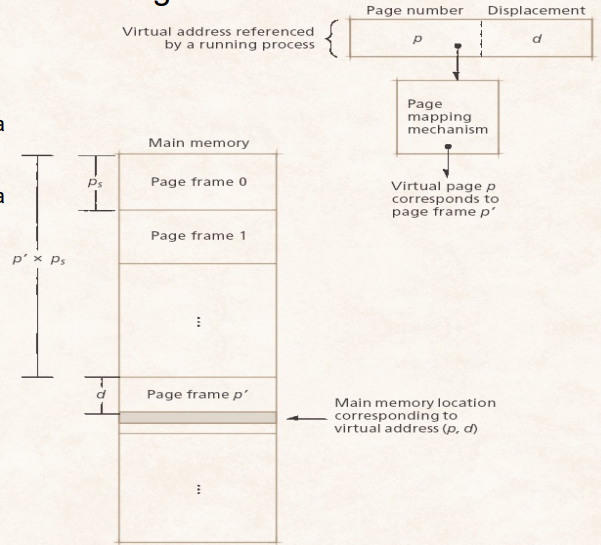 g
Page number Displacement
Virtual address referenced
by a running process
p d
a
Page
mapping
mechanism
Main memory
a
p_s
Page frame 0
Virtual page p
corresponds to
page frame p′
Page frame 1
p′ × p_s
⋮
d
Page frame p′
Main memory location
corresponding to
virtual address (p, d)
⋮